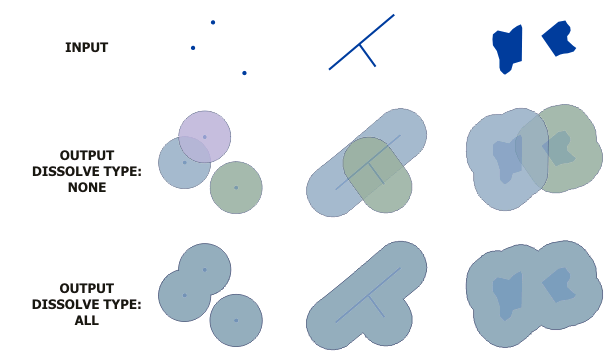 INPUT
OUTPUT
DISSOLVE TYPE:
NONE
OUTPUT
DISSOLVE TYPE:
ALL